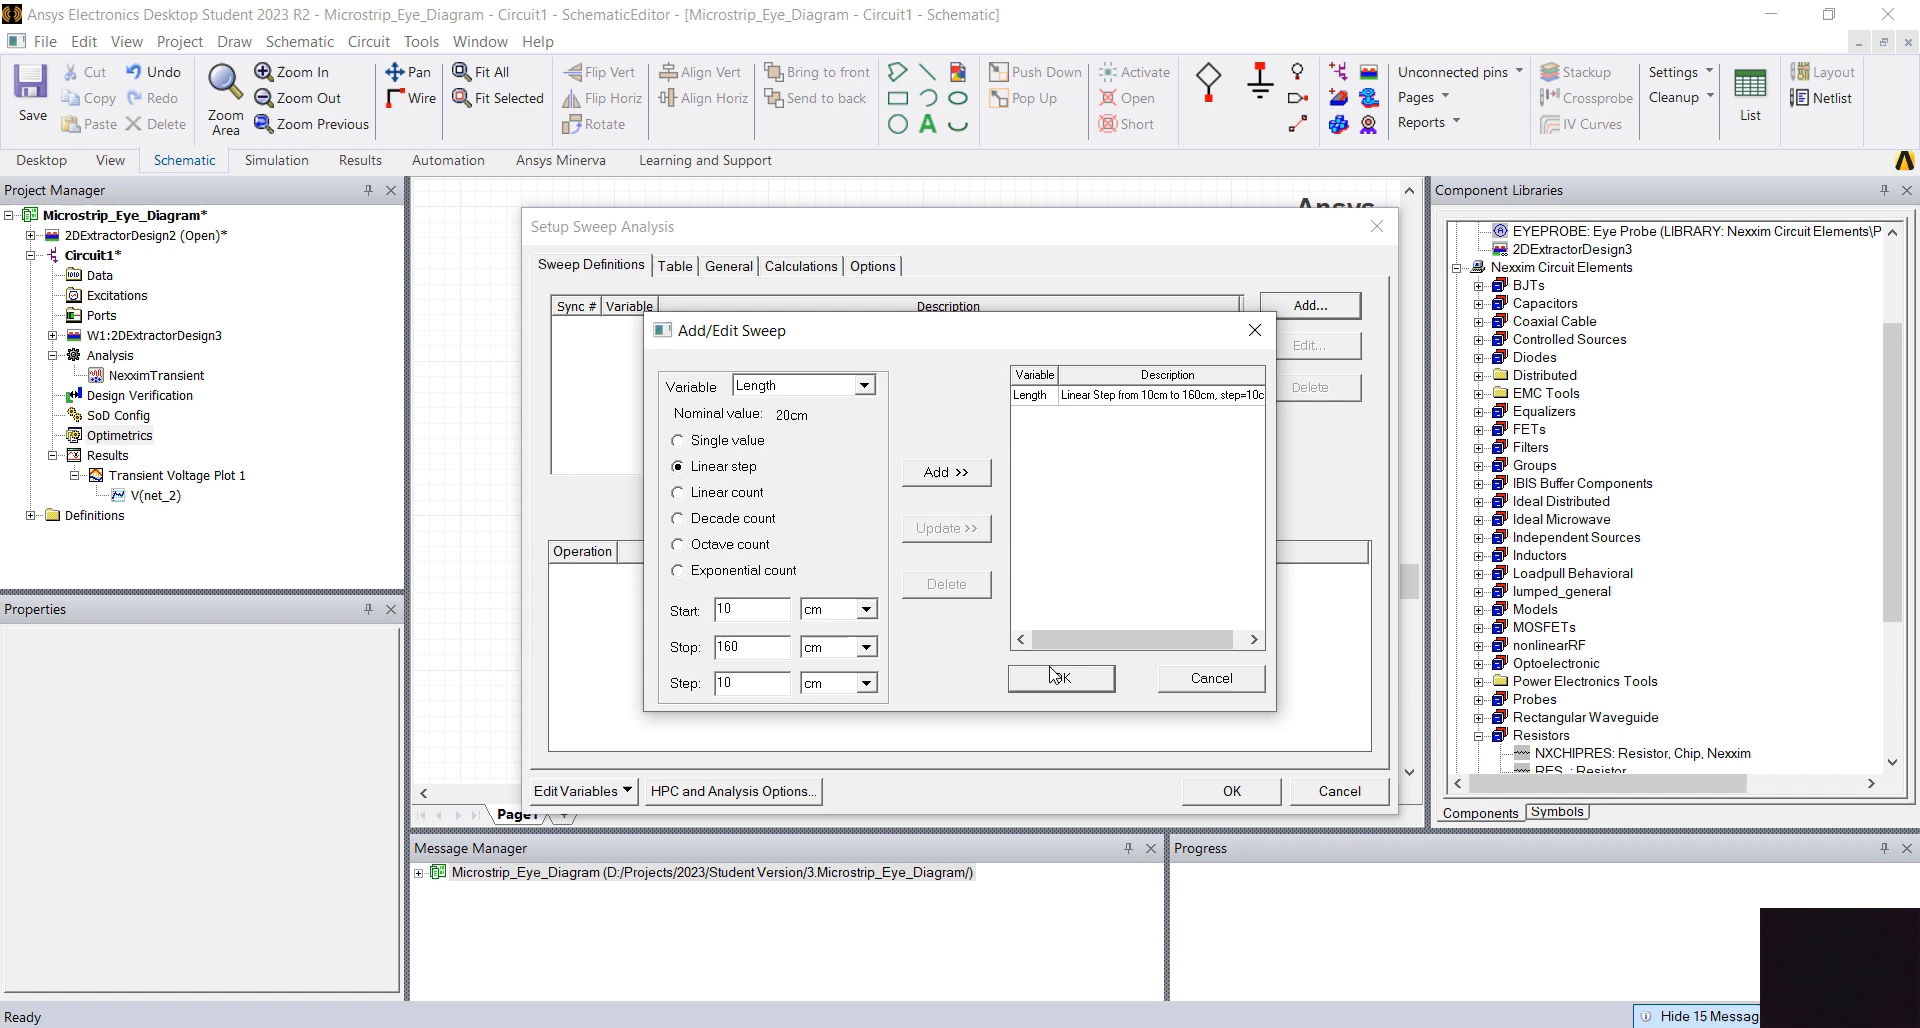 Ansys Electronics Desktop Student 2023 R2 - Microstrip_Eye_Diagram - Circuit1 - SchematicEditor - [Microstrip_Eye_Diagram - Circuit1 - Schematic]
File Edit View Project Draw Schematic Circuit Tools Window Help
Save
Cut
Copy
Paste
Undo
Redo
Delete
Zoom Area
Zoom In
Zoom Out
Zoom Previous
Pan
Wire
Fit All
Fit Selected
Flip Vert
Flip Horiz
Rotate
Align Vert
Align Horiz
Bring to front
Send to back
Push Down
Pop Up
Activate
Open
Short
Unconnected pins
Pages
Reports
Stackup
Crossprobe
IV Curves
Settings
Cleanup
List
Layout
Netlist
Desktop View Schematic Simulation Results Automation Ansys Minerva Learning and Support
Project Manager
Microstrip_Eye_Diagram*
2DExtractorDesign2 (Open)*
Circuit1*
Data
Excitations
Ports
W1:2DExtractorDesign3
Analysis
NexximTransient
Design Verification
SoD Config
Optimetrics
Results
Transient Voltage Plot 1
V(net_2)
Definitions
Properties
Ansys
Setup Sweep Analysis
Sweep Definitions Table General Calculations Options
Sync # Variable Description
Add...
Edit...
Delete
Operation
Edit Variables
HPC and Analysis Options...
OK
Cancel
Add/Edit Sweep
Variable Length
Nominal value: 20cm
Single value
Linear step
Linear count
Decade count
Octave count
Exponential count
Start: 10 cm
Stop: 160 cm
Step: 10 cm
Add >>
Update >>
Delete
Variable Description
Length Linear Step from 10cm to 160cm, step=10c
OK
Cancel
Page1
Component Libraries
EYEPROBE: Eye Probe (LIBRARY: Nexxim Circuit Elements\P
2DExtractorDesign3
Nexxim Circuit Elements
BJTs
Capacitors
Coaxial Cable
Controlled Sources
Diodes
Distributed
EMC Tools
Equalizers
FETs
Filters
Groups
IBIS Buffer Components
Ideal Distributed
Ideal Microwave
Independent Sources
Inductors
Loadpull Behavioral
lumped_general
Models
MOSFETs
nonlinearRF
Optoelectronic
Power Electronics Tools
Probes
Rectangular Waveguide
Resistors
NXCHIPRES: Resistor, Chip, Nexxim
RES_: Resistor
Components Symbols
Message Manager
Microstrip_Eye_Diagram (D:/Projects/2023/Student Version/3.Microstrip_Eye_Diagram/)
Progress
Ready
Hide 15 Messag